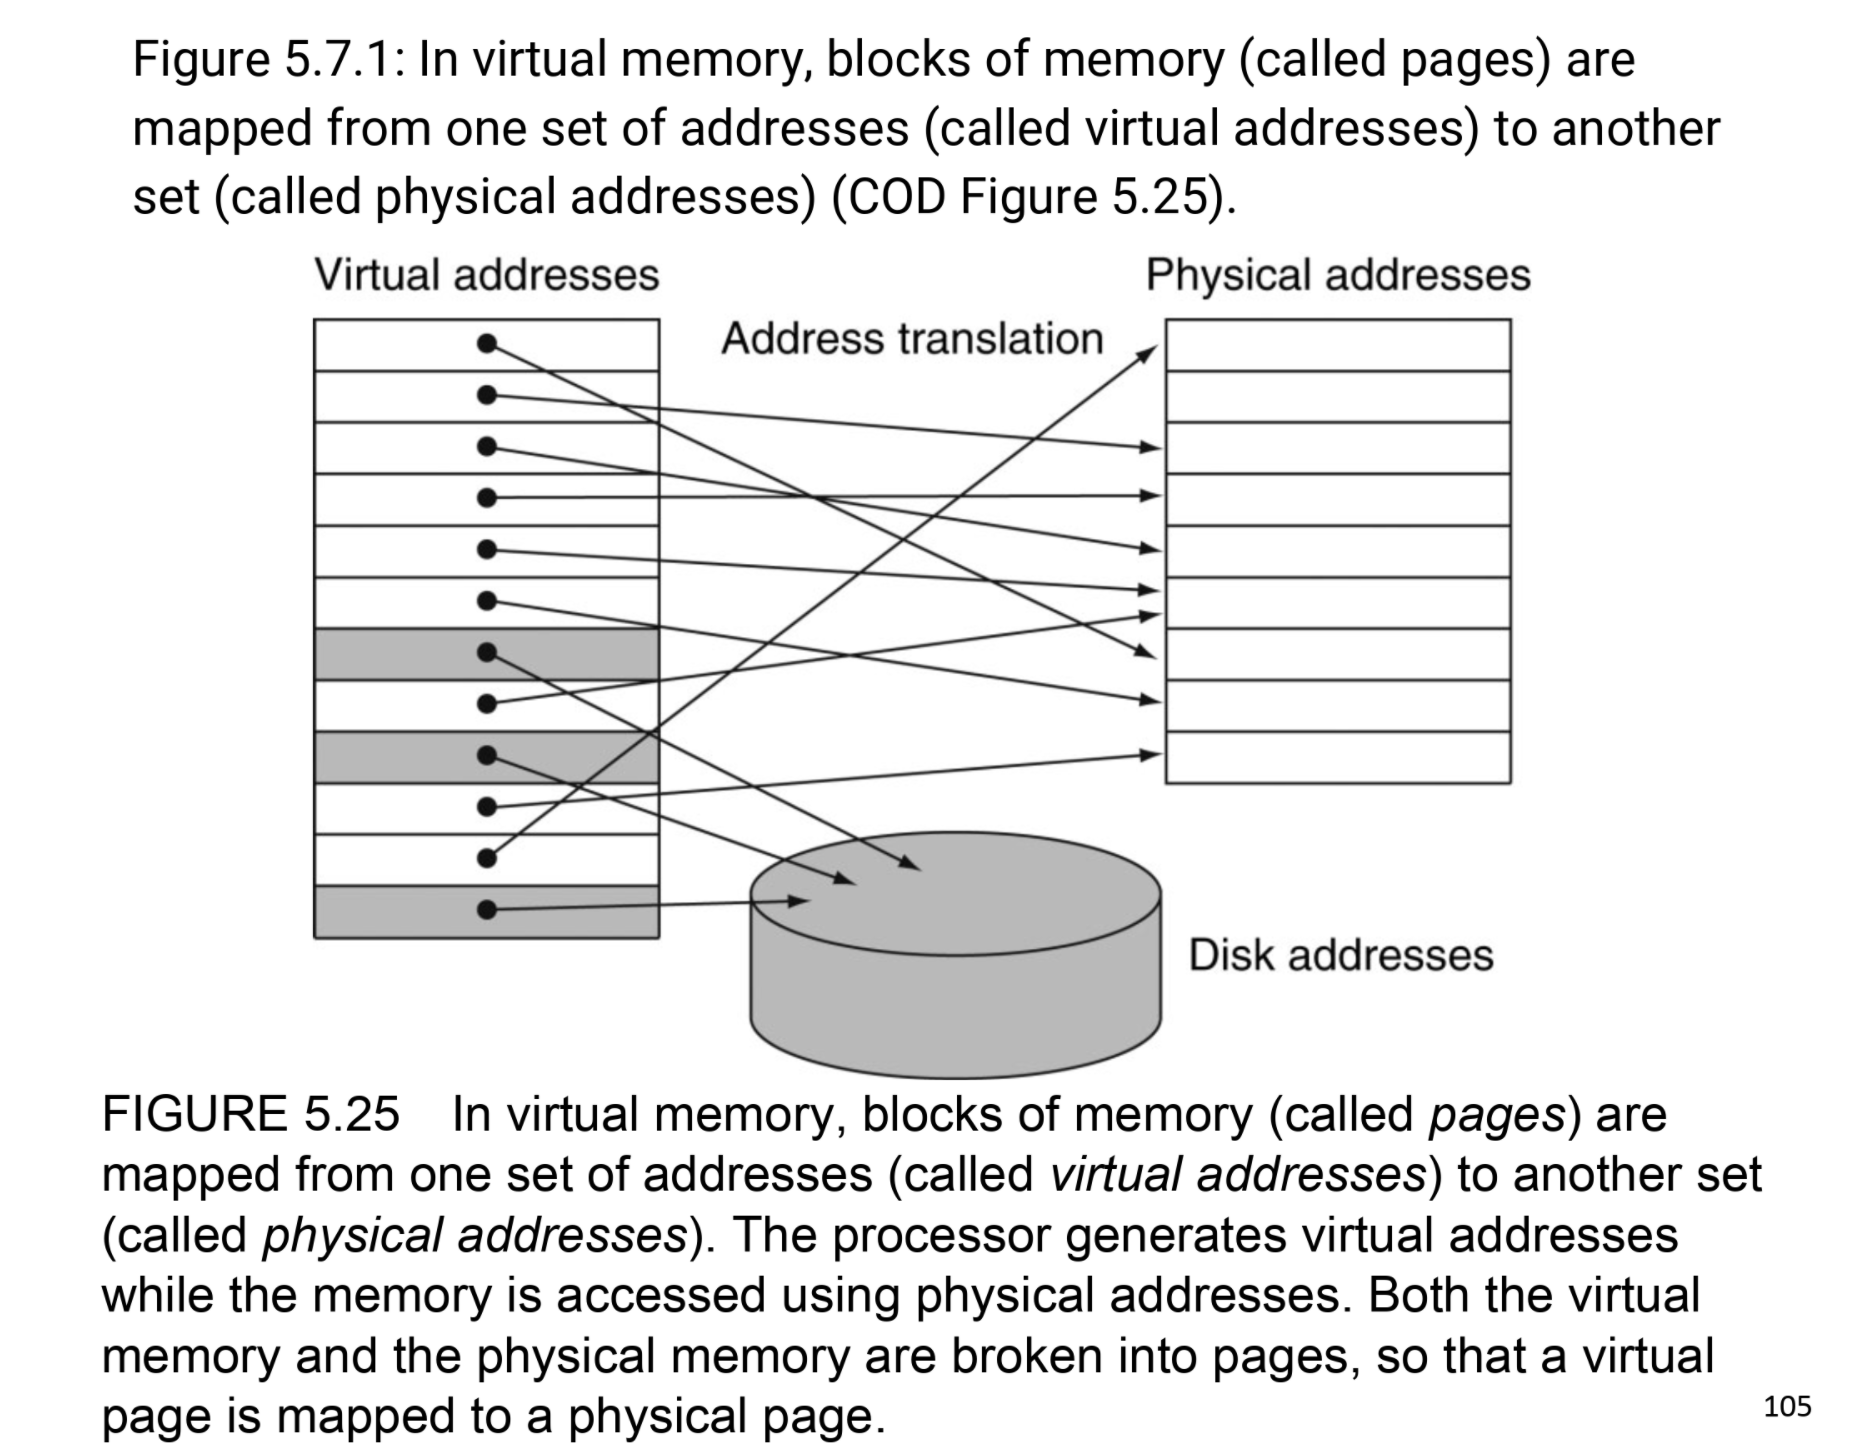 Figure 5.7.1: In virtual memory, blocks of memory (called pages) are
mapped from one set of addresses (called virtual addresses) to another
set (called physical addresses) (COD Figure 5.25).
Virtual addresses
Physical addresses
Address translation
Disk addresses
FIGURE 5.25 In virtual memory, blocks of memory (called pages) are
mapped from one set of addresses (called virtual addresses) to another set
(called physical addresses). The processor generates virtual addresses
while the memory is accessed using physical addresses. Both the virtual
memory and the physical memory are broken into pages, so that a virtual
page is mapped to a physical page.
105